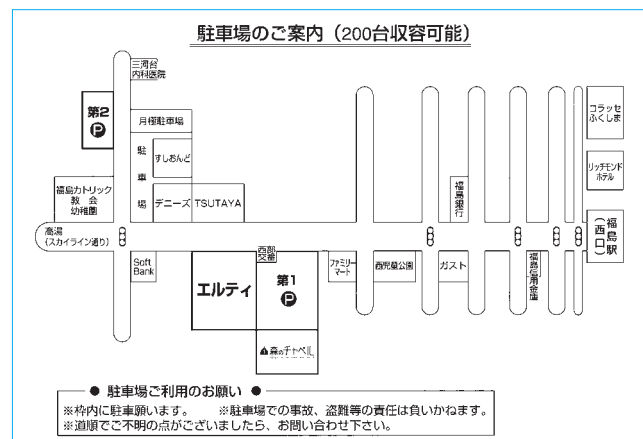 駐車場のご案内（200台収容可能）
三河台
内科医院
第2
P
月極駐車場
駐車場
すしおんど
福島カトリック
教会
幼稚園
デニーズ
TSUTAYA
福島銀行
コラッセ
ふくしま
リッチモンド
ホテル
高湯
（スカイライン通り）
福島駅
（西口）
Soft
Bank
エルティ
西部
交番
第1
P
ファミリー
マート
西児童公園
ガスト
福島信用金庫
森のチャペル
● 駐車場ご利用のお願い ●
※枠内に駐車願います。 ※駐車場での事故、盗難等の責任は負いかねます。
※道順でご不明の点がございましたら、お問い合わせ下さい。